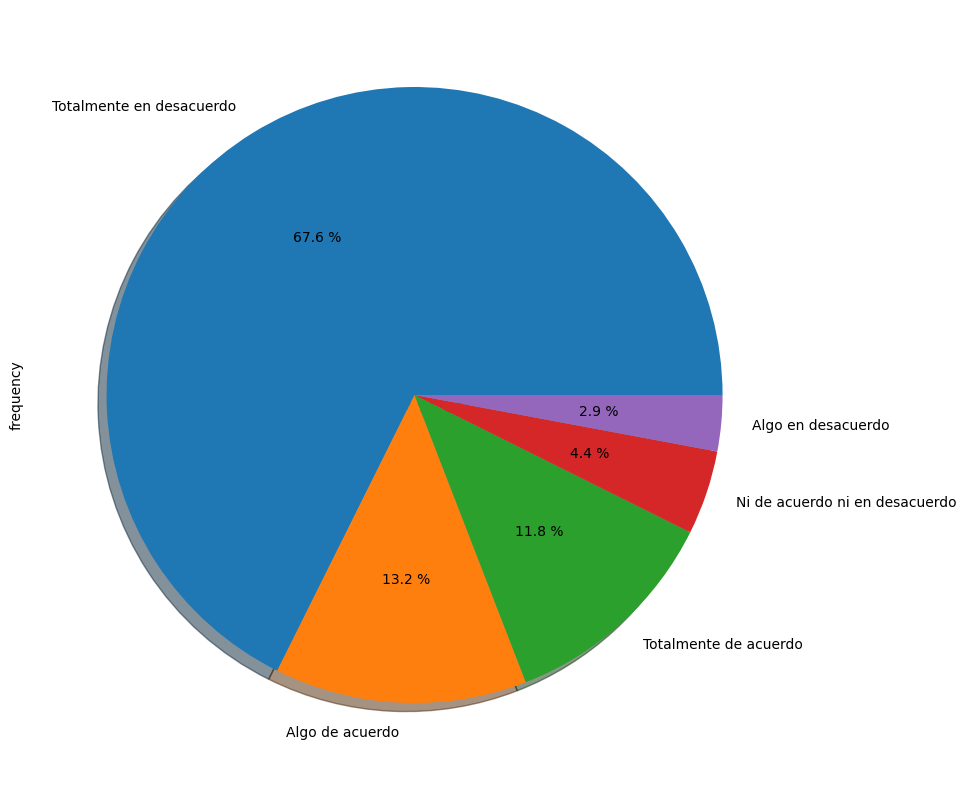 Totalmente en desacuerdo
67.6 %
frequency
2.9 %
Algo en desacuerdo
4.4 %
Ni de acuerdo ni en desacuerdo
11.8 %
13.2 %
Totalmente de acuerdo
Algo de acuerdo